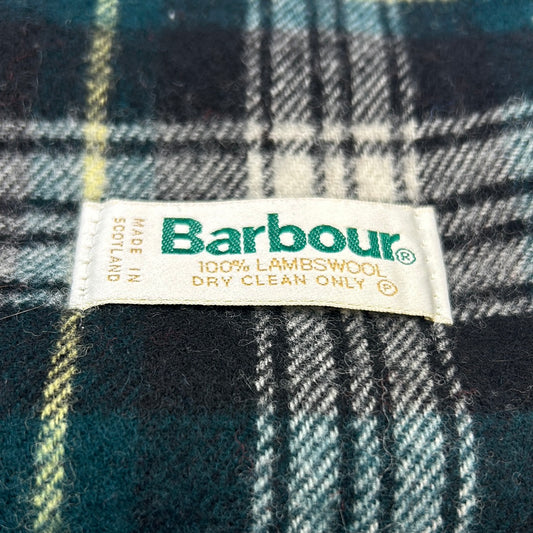 MADE IN
SCOTLAND
Barbour®
100% LAMBSWOOL
DRY CLEAN ONLY Ⓟ